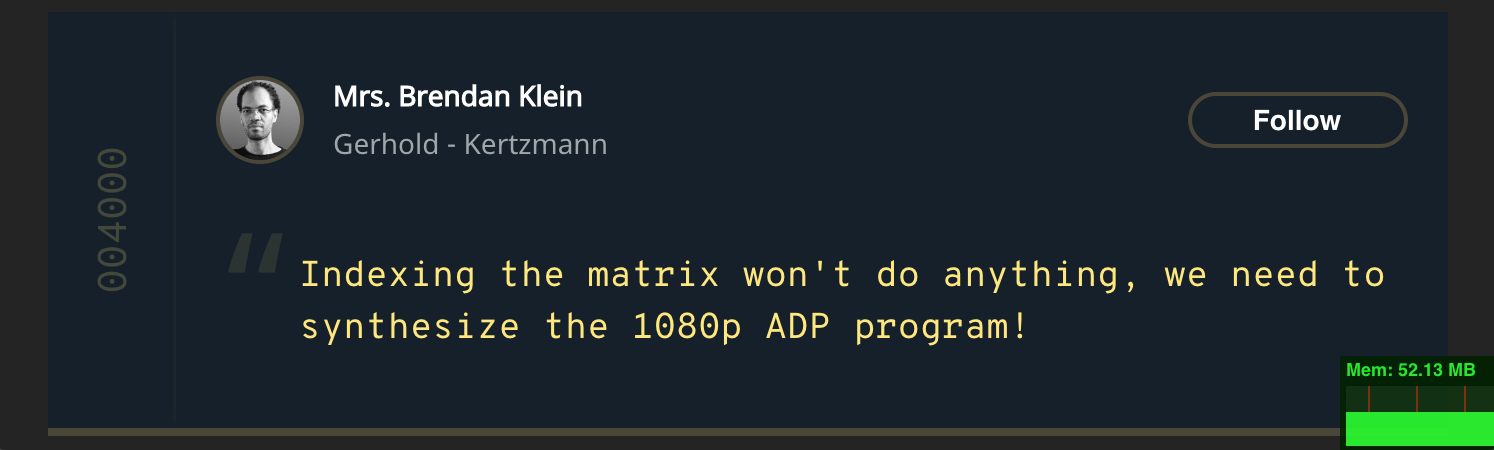 004000
Mrs. Brendan Klein
Gerhold - Kertzmann
Follow
“
Indexing the matrix won't do anything, we need to
synthesize the 1080p ADP program!
Mem: 52.13 MB